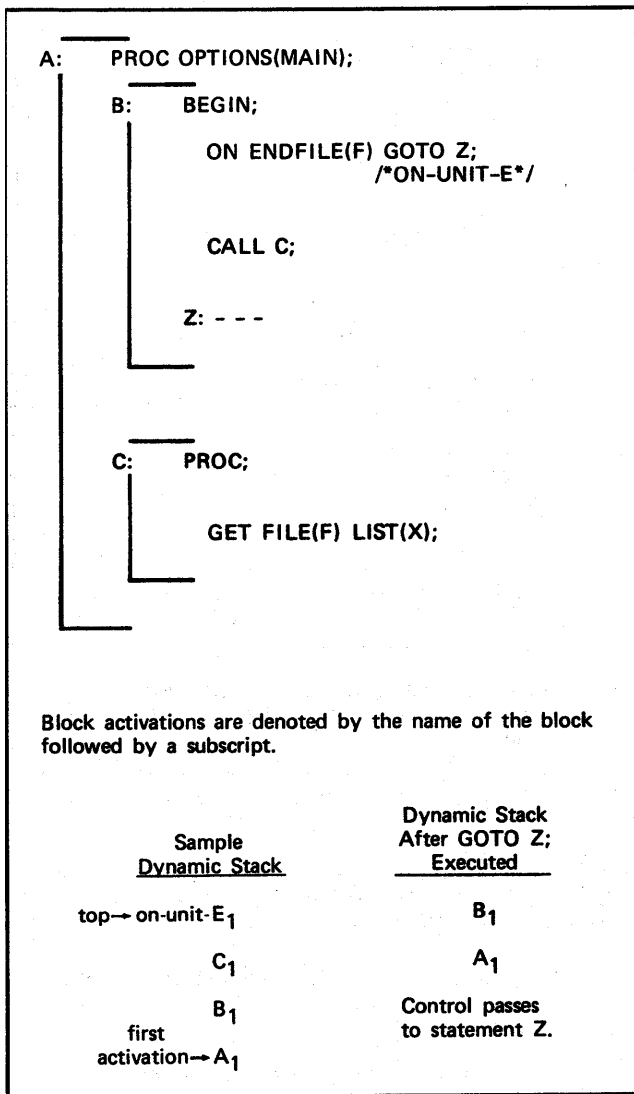 A: PROC OPTIONS(MAIN);
B: BEGIN;
ON ENDFILE(F) GOTO Z;
/*ON-UNIT-E*/
CALL C;
Z: - - -
C: PROC;
GET FILE(F) LIST(X);
Block activations are denoted by the name of the block
followed by a subscript.
Sample
Dynamic Stack
top→ on-unit-E₁
C₁
B₁
first
activation→ A₁
Dynamic Stack
After GOTO Z;
Executed
B₁
A₁
Control passes
to statement Z.